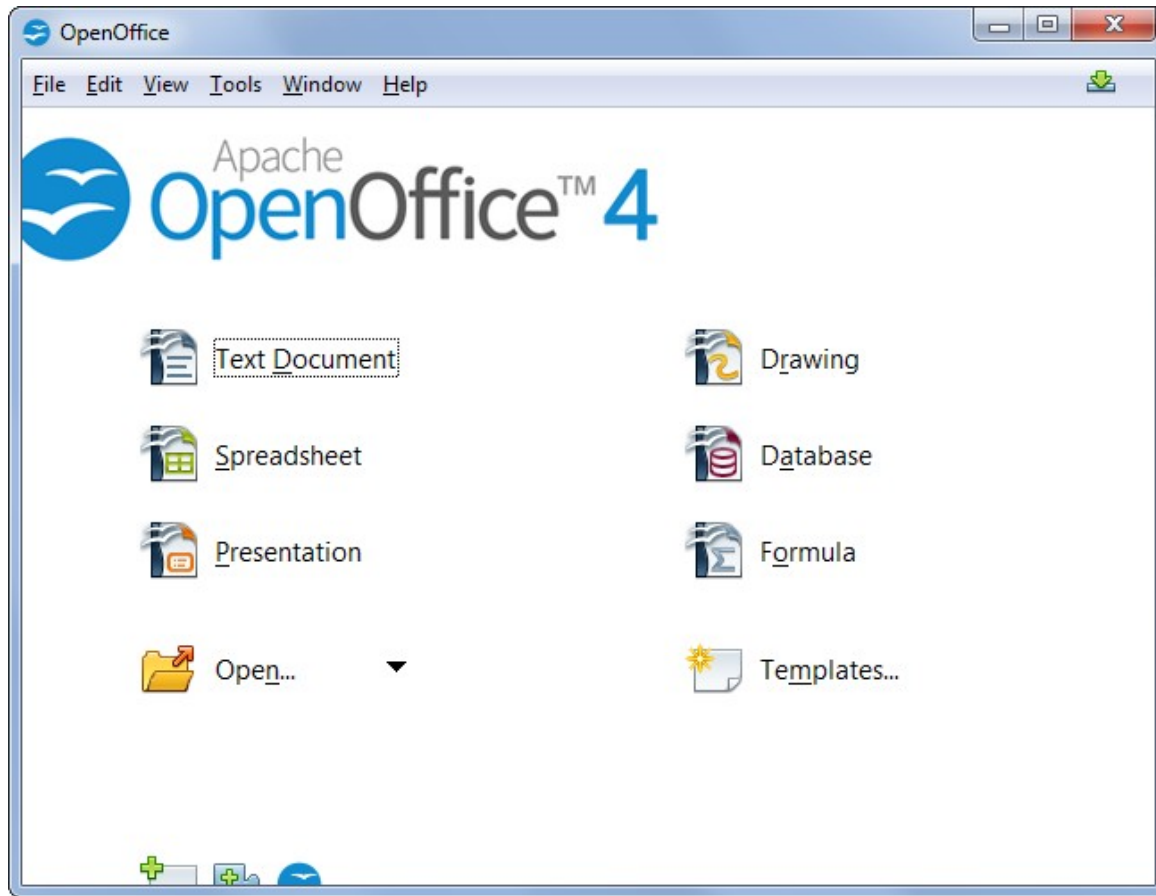 OpenOffice
File Edit View Tools Window Help
Apache
OpenOffice™ 4
Text Document
Drawing
Spreadsheet
Database
Presentation
Formula
Open...
Templates...